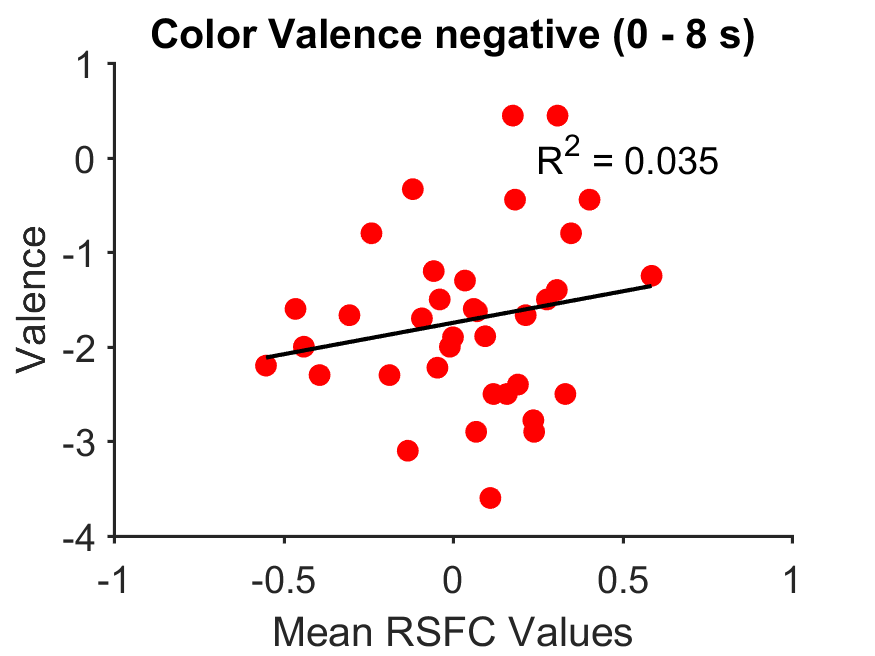 Color Valence negative (0 - 8 s)
1
0
-1
-2
-3
-4
Valence
R² = 0.035
-1
-0.5
0
0.5
1
Mean RSFC Values